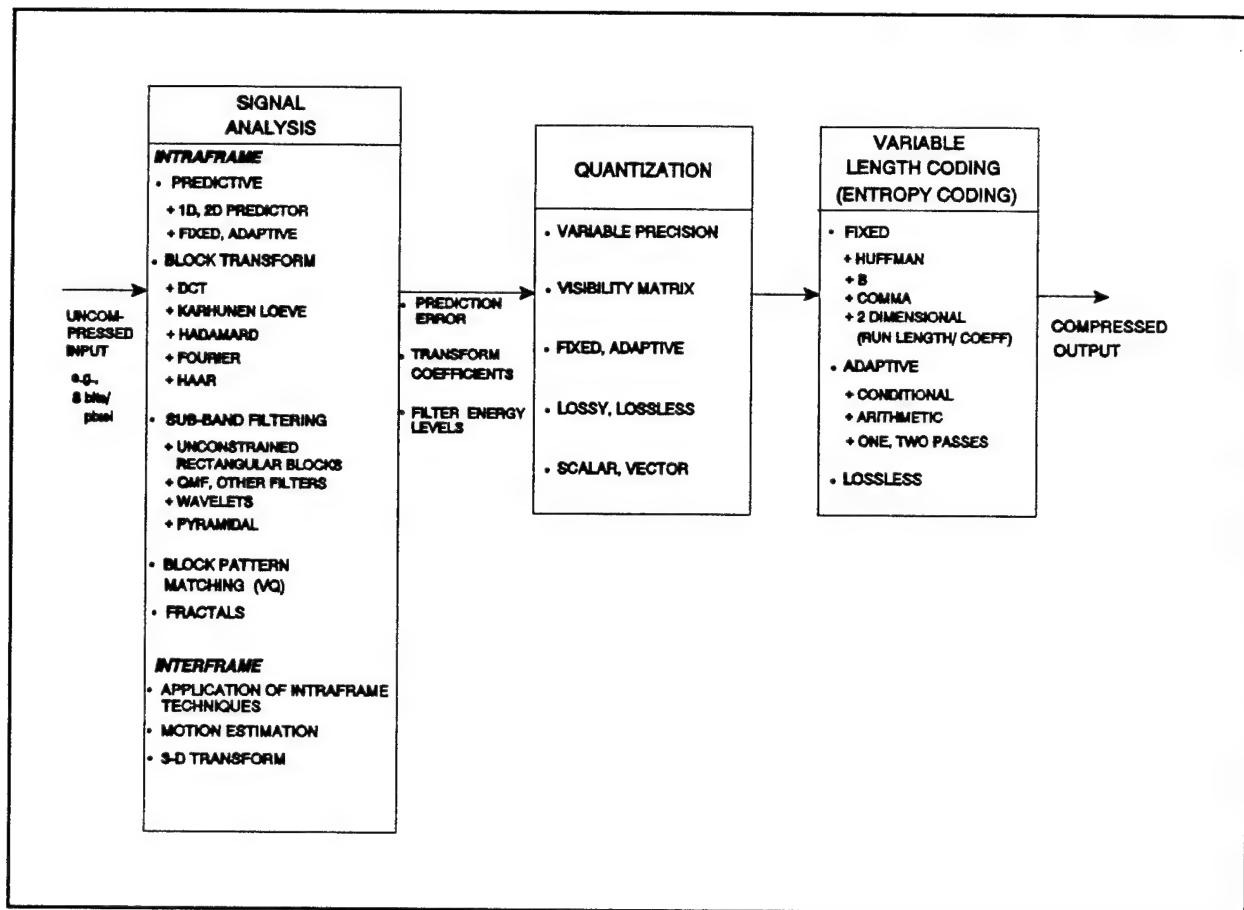 UNCOM-
PRESSED
INPUT
e.g.,
8 bits/
pixel
SIGNAL
ANALYSIS
INTRAFRAME
• PREDICTIVE
+ 1D, 2D PREDICTOR
+ FIXED, ADAPTIVE
• BLOCK TRANSFORM
+ DCT
+ KARHUNEN LOEVE
+ HADAMARD
+ FOURIER
+ HAAR
• SUB-BAND FILTERING
+ UNCONSTRAINED
RECTANGULAR BLOCKS
+ QMF, OTHER FILTERS
+ WAVELETS
+ PYRAMIDAL
• BLOCK PATTERN
MATCHING (VQ)
• FRACTALS
INTERFRAME
• APPLICATION OF INTRAFRAME
TECHNIQUES
• MOTION ESTIMATION
• 3-D TRANSFORM
• PREDICTION
ERROR
• TRANSFORM
COEFFICIENTS
• FILTER ENERGY
LEVELS
QUANTIZATION
• VARIABLE PRECISION
• VISIBILITY MATRIX
• FIXED, ADAPTIVE
• LOSSY, LOSSLESS
• SCALAR, VECTOR
VARIABLE
LENGTH CODING
(ENTROPY CODING)
• FIXED
+ HUFFMAN
+ B
+ COMMA
+ 2 DIMENSIONAL
(RUN LENGTH/ COEFF)
• ADAPTIVE
+ CONDITIONAL
+ ARITHMETIC
+ ONE, TWO PASSES
• LOSSLESS
COMPRESSED
OUTPUT